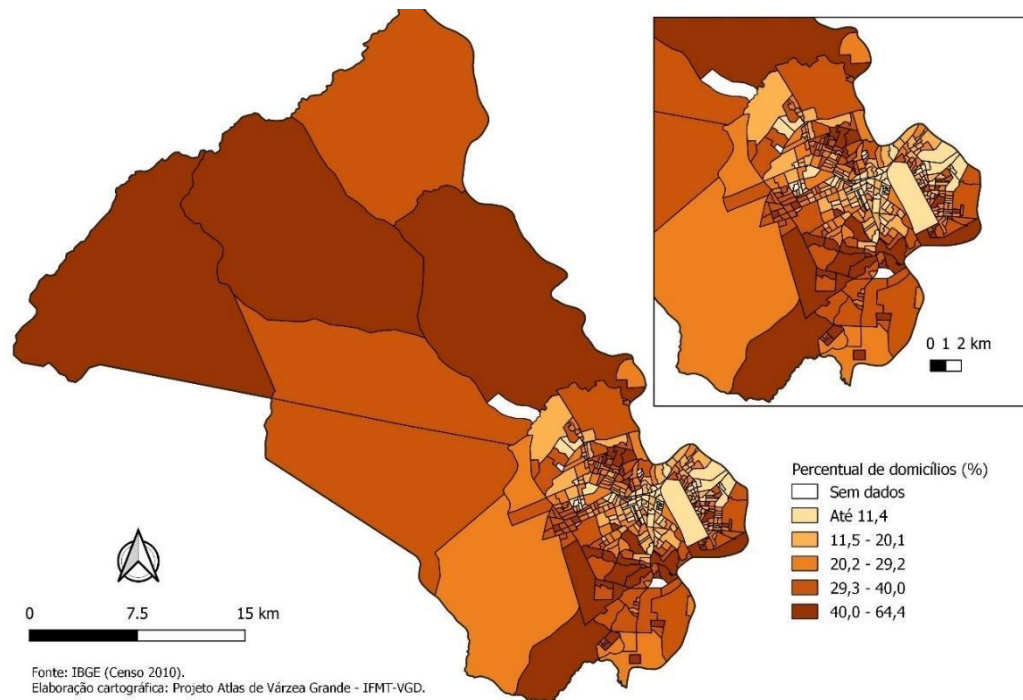 0 1 2 km
Percentual de domicílios (%)
Sem dados
Até 11,4
11,5 - 20,1
20,2 - 29,2
29,3 - 40,0
40,0 - 64,4
0 7.5 15 km
Fonte: IBGE (Censo 2010).
Elaboração cartográfica: Projeto Atlas de Várzea Grande - IFMT-VGD.